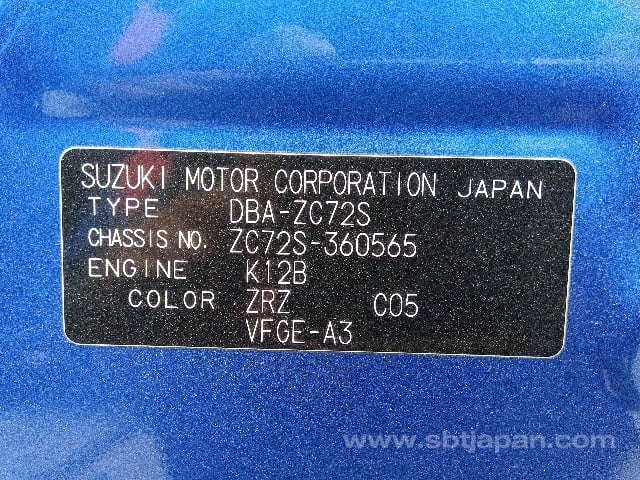 SUZUKI MOTOR CORPORATION JAPAN
TYPE DBA-ZC72S
CHASSIS NO. ZC72S-360565
ENGINE K12B
COLOR ZRZ C05
VFGE-A3
www.sbtjapan.com